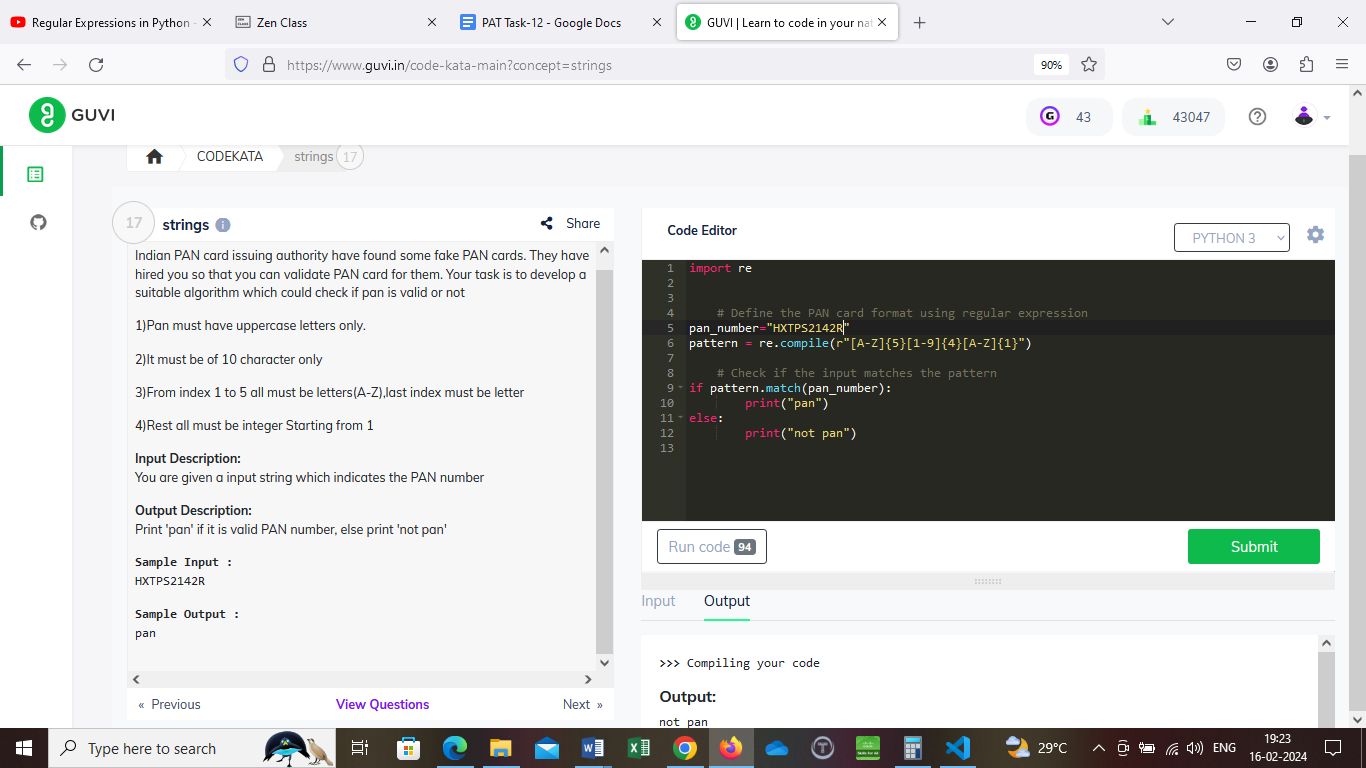 Regular Expressions in Python -
Zen Class
PAT Task-12 - Google Docs
GUVI | Learn to code in your nat
https://www.guvi.in/code-kata-main?concept=strings
90%
GUVI
G 43
43047
CODEKATA
strings 17
17 strings
Share
Indian PAN card issuing authority have found some fake PAN cards. They have
hired you so that you can validate PAN card for them. Your task is to develop a
suitable algorithm which could check if pan is valid or not
1)Pan must have uppercase letters only.
2)It must be of 10 character only
3)From index 1 to 5 all must be letters(A-Z),last index must be letter
4)Rest all must be integer Starting from 1
Input Description:
You are given a input string which indicates the PAN number
Output Description:
Print 'pan' if it is valid PAN number, else print 'not pan'
Sample Input :
HXTPS2142R
Sample Output :
pan
« Previous
View Questions
Next »
Code Editor
PYTHON 3
1 import re
2
3
4 # Define the PAN card format using regular expression
5 pan_number="HXTPS2142R"
6 pattern = re.compile(r"[A-Z]{5}[1-9]{4}[A-Z]{1}")
7
8 # Check if the input matches the pattern
9 if pattern.match(pan_number):
10 print("pan")
11 else:
12 print("not pan")
13
Run code 94
Submit
Input
Output
>>> Compiling your code
Output:
not pan
Type here to search
29°C
ENG
19:23
16-02-2024